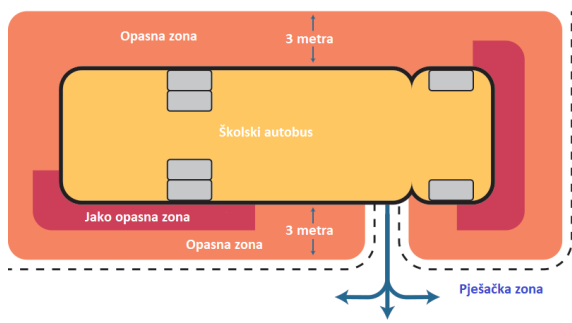 Opasna zona
3 metra
Školski autobus
Jako opasna zona
3 metra
Opasna zona
Pješačka zona